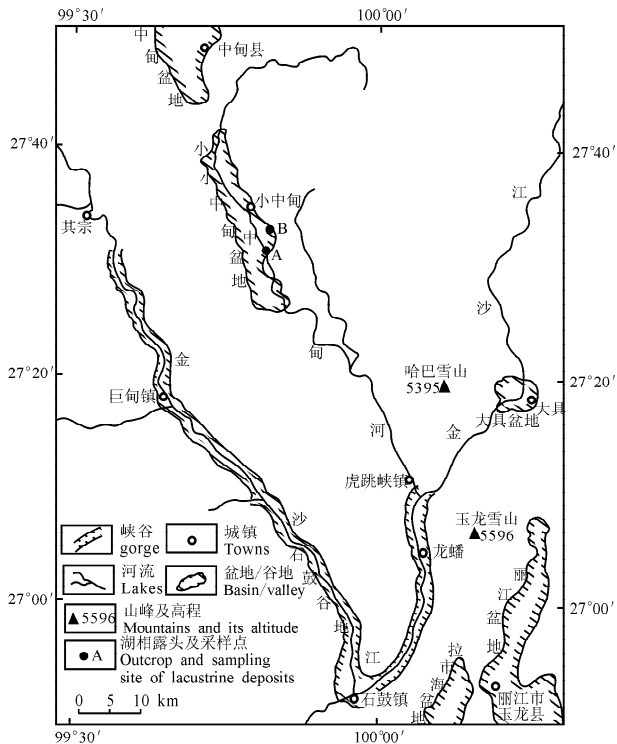 99°30′
100°00′
中甸盆地
中甸县
27°40′
27°40′
小中甸盆地
小中甸
B
A
小中甸河
其宗
江
沙
金
27°20′
27°20′
哈巴雪山
5395
大具
大具盆地
巨甸镇
金
虎跳峡镇
玉龙雪山
5596
沙
石鼓谷地
龙蟠
江
27°00′
27°00′
丽江盆地
拉市海盆地
丽江市
玉龙县
石鼓镇
峡谷
gorge
城镇
Towns
河流
Lakes
盆地/谷地
Basin/valley
5596
山峰及高程
Mountains and its altitude
A
湖相露头及采样点
Outcrop and sampling
site of lacustrine deposits
0 5 10 km
99°30′
100°00′